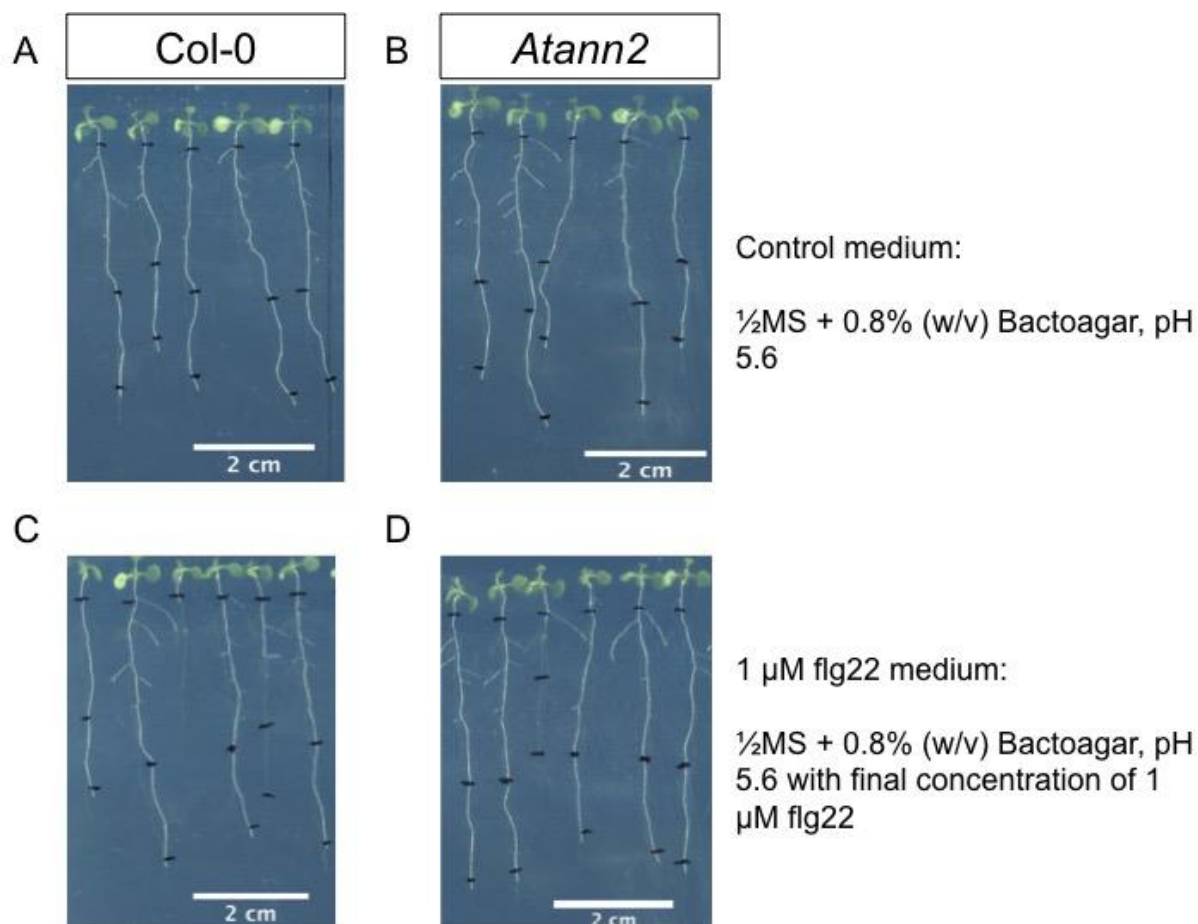 A
Col-0
B
Atann2
2 cm
2 cm
Control medium:
½MS + 0.8% (w/v) Bactoagar, pH
5.6
C
D
2 cm
2 cm
1 µM flg22 medium:
½MS + 0.8% (w/v) Bactoagar, pH
5.6 with final concentration of 1
µM flg22